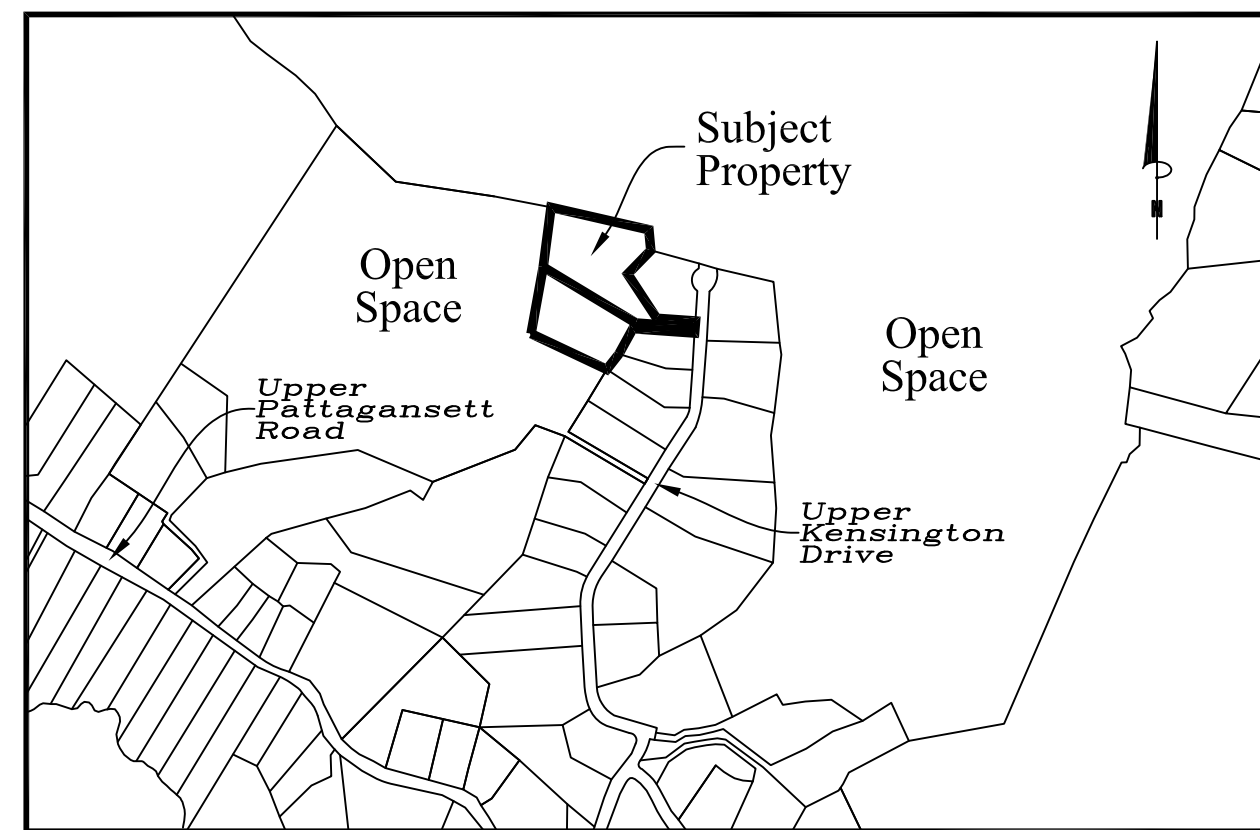 Subject
Property
N
Open
Space
Open
Space
Upper
Pattagansett
Road
Upper
Kensington
Drive